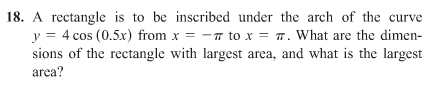 18. A rectangle is to be inscribed under the arch of the curve
y = 4 cos (0.5x) from x = −π to x = π. What are the dimen-
sions of the rectangle with largest area, and what is the largest
area?